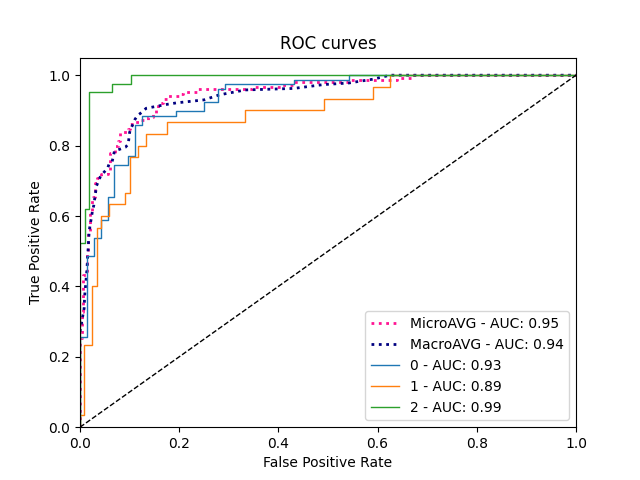 ROC curves
True Positive Rate
1.0
0.8
0.6
0.4
0.2
0.0
MicroAVG - AUC: 0.95
MacroAVG - AUC: 0.94
0 - AUC: 0.93
1 - AUC: 0.89
2 - AUC: 0.99
0.0 0.2 0.4 0.6 0.8 1.0
False Positive Rate